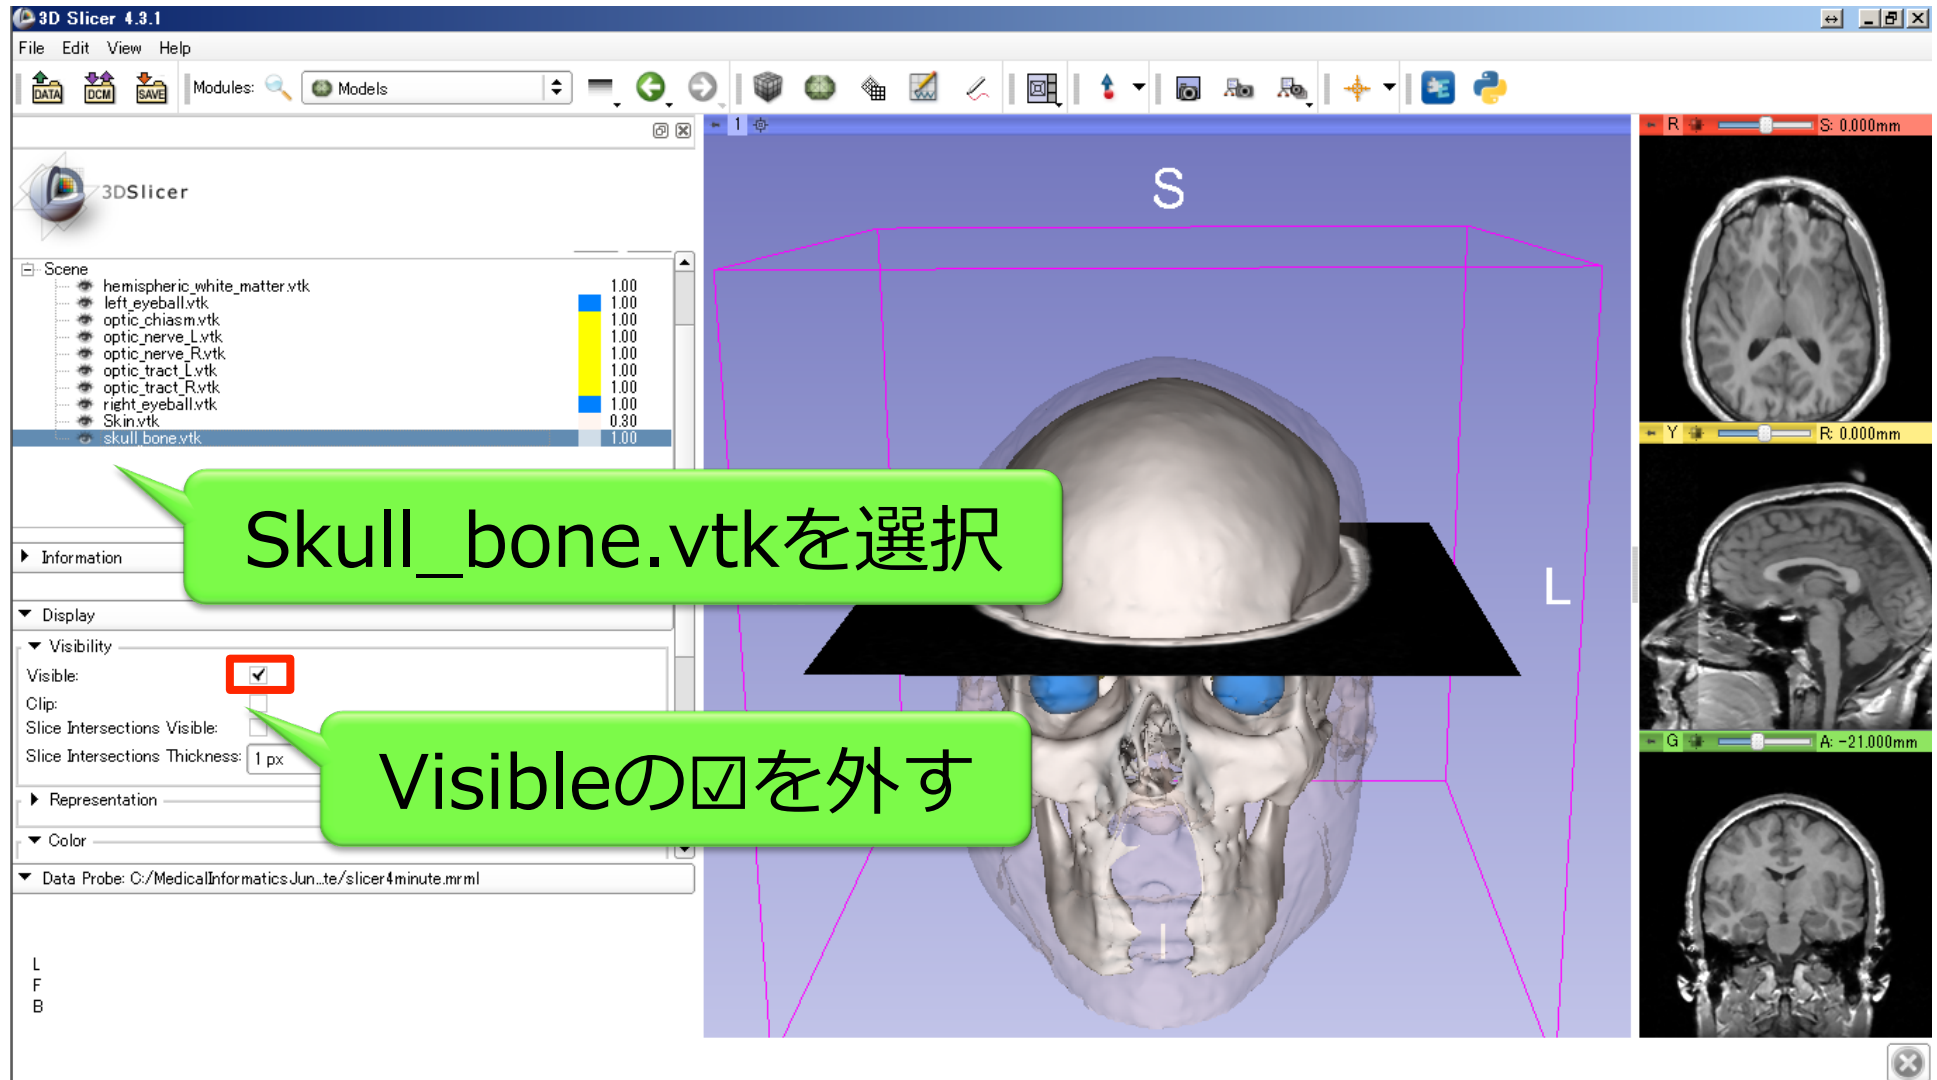 3D Slicer 4.3.1
File Edit View Help
DATA DCM SAVE Modules: Models
1
R S: 0.000mm
3DSlicer
S
Scene
hemispheric_white_matter.vtk 1.00
left_eyeball.vtk 1.00
optic_chiasm.vtk 1.00
optic_nerve_L.vtk 1.00
optic_nerve_R.vtk 1.00
optic_tract_L.vtk 1.00
optic_tract_R.vtk 1.00
right_eyeball.vtk 1.00
Skin.vtk 0.30
skull_bone.vtk 1.00
Y R: 0.000mm
Skull_bone.vtkを選択
Information
L
Display
Visibility
Visible:
Clip:
Slice Intersections Visible:
Slice Intersections Thickness: 1 px
G A: -21.000mm
Visibleの☑を外す
Representation
Color
Data Probe: C:/MedicalInformaticsJun...te/slicer4minute.mrml
I
L
F
B